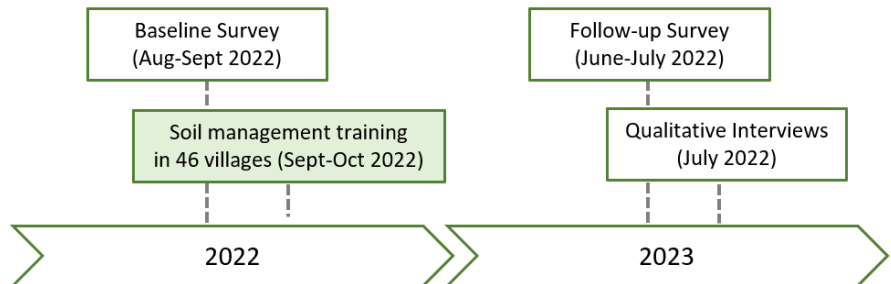 Baseline Survey
(Aug-Sept 2022)
Follow-up Survey
(June-July 2022)
Soil management training
in 46 villages (Sept-Oct 2022)
Qualitative Interviews
(July 2022)
2022
2023